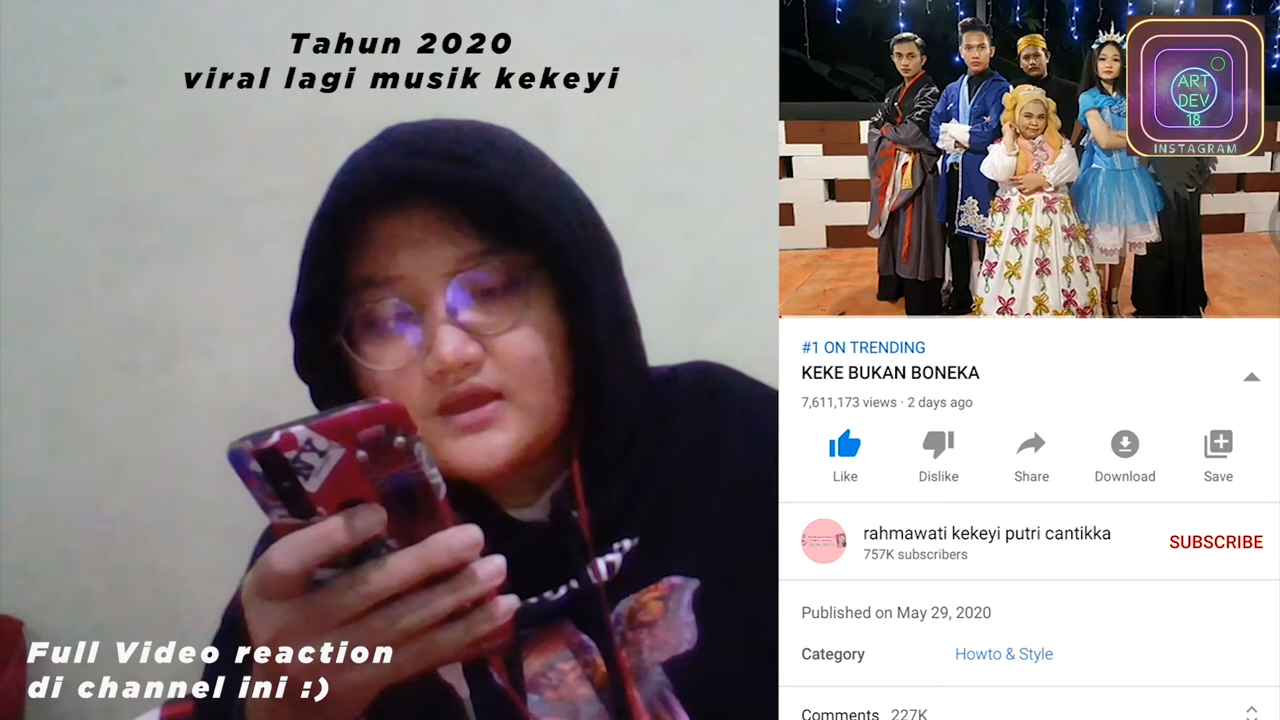 Tahun 2020
viral lagi musik kekeyi
ART
DEV
18
INSTAGRAM
#1 ON TRENDING
KEKE BUKAN BONEKA
7,611,173 views · 2 days ago
Like
Dislike
Share
Download
Save
rahmawati kekeyi putri cantikka
757K subscribers
SUBSCRIBE
Published on May 29, 2020
Category
Howto & Style
Comments 227K
NY
Full Video reaction
di channel ini :)